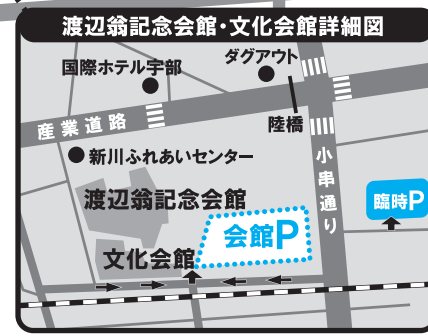 渡辺翁記念会館・文化会館詳細図
ダグアウト
国際ホテル宇部
産業道路
陸橋
新川ふれあいセンター
小串通り
渡辺翁記念会館
臨時P
会館P
文化会館